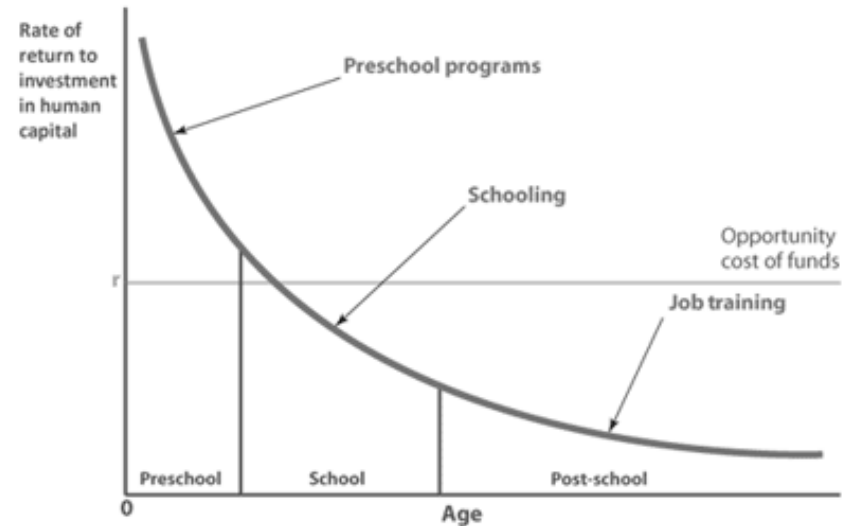 Rate of
return to
investment
in human
capital
Preschool programs
Schooling
Opportunity
cost of funds
r
Job training
Preschool
School
Post-school
0
Age